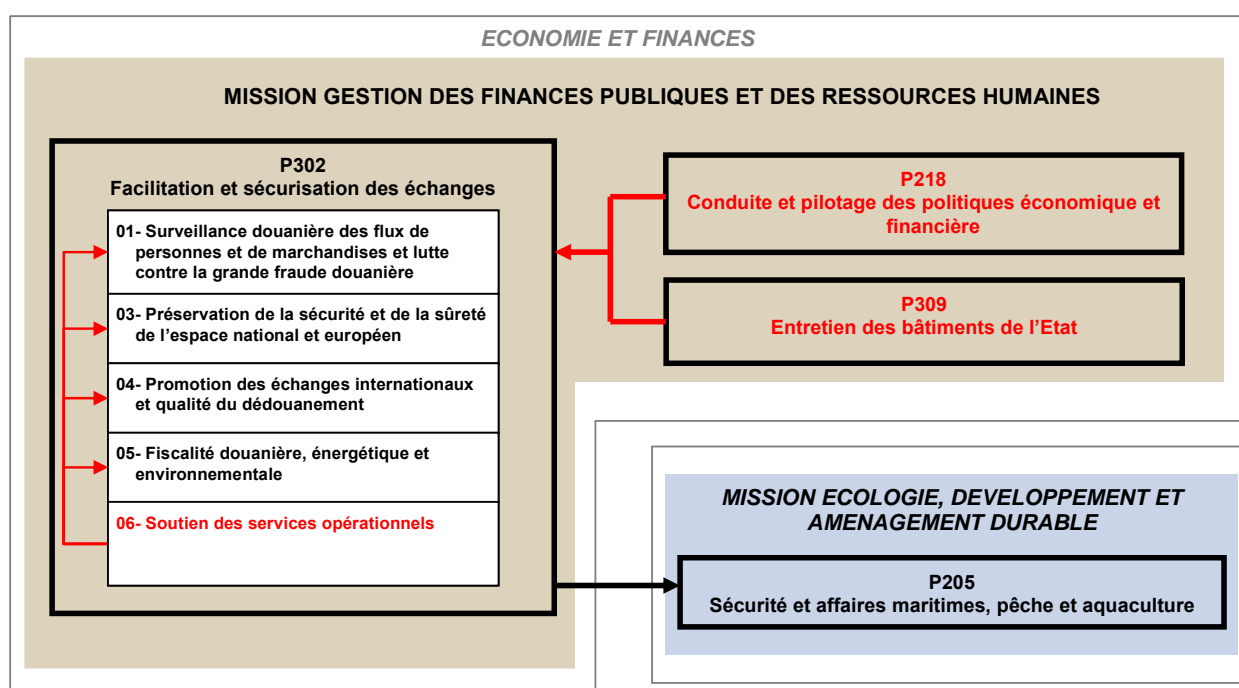 ECONOMIE ET FINANCES
MISSION GESTION DES FINANCES PUBLIQUES ET DES RESSOURCES HUMAINES
P302
Facilitation et sécurisation des échanges
01- Surveillance douanière des flux de
personnes et de marchandises et lutte
contre la grande fraude douanière
03- Préservation de la sécurité et de la sûreté
de l'espace national et européen
04- Promotion des échanges internationaux
et qualité du dédouanement
05- Fiscalité douanière, énergétique et
environnementale
06- Soutien des services opérationnels
P218
Conduite et pilotage des politiques économique et
financière
P309
Entretien des bâtiments de l'Etat
MISSION ECOLOGIE, DEVELOPPEMENT ET
AMENAGEMENT DURABLE
P205
Sécurité et affaires maritimes, pêche et aquaculture